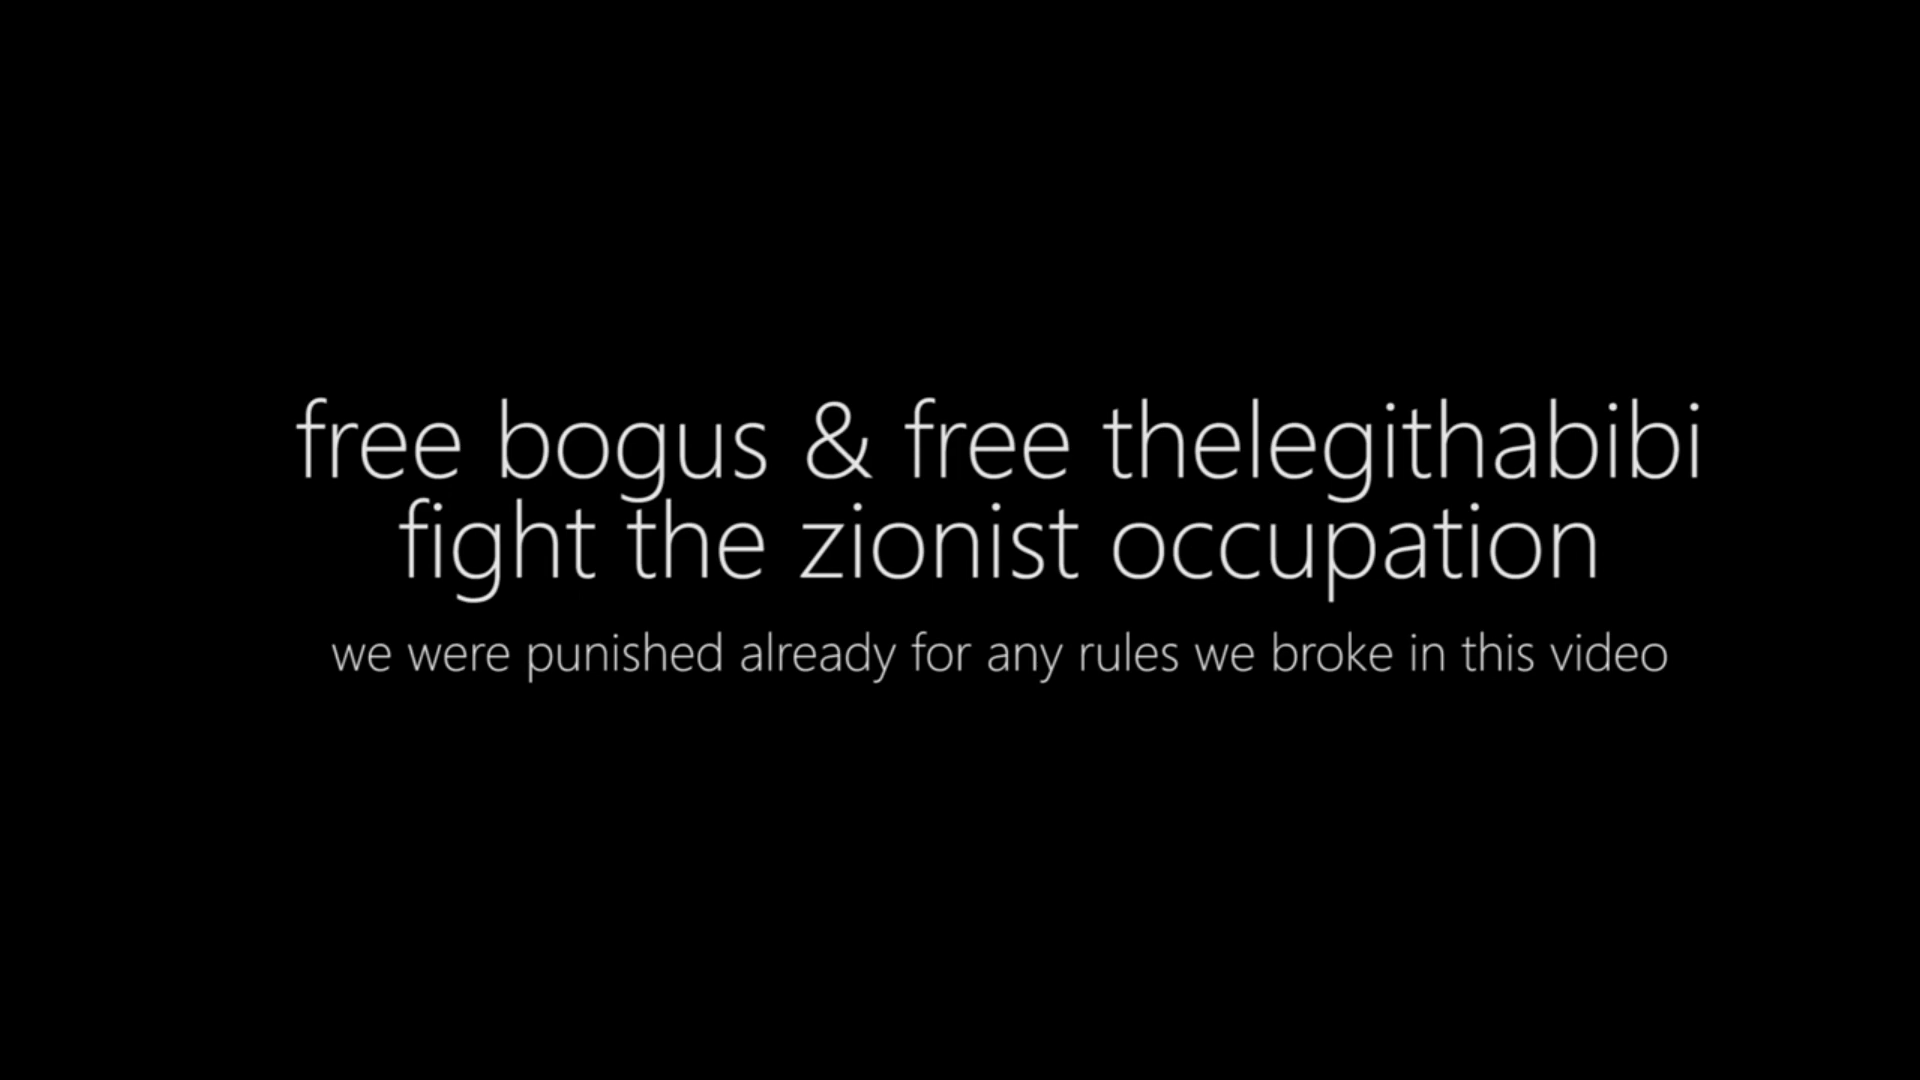 free bogus & free thelegithabibi
fight the zionist occupation
we were punished already for any rules we broke in this video